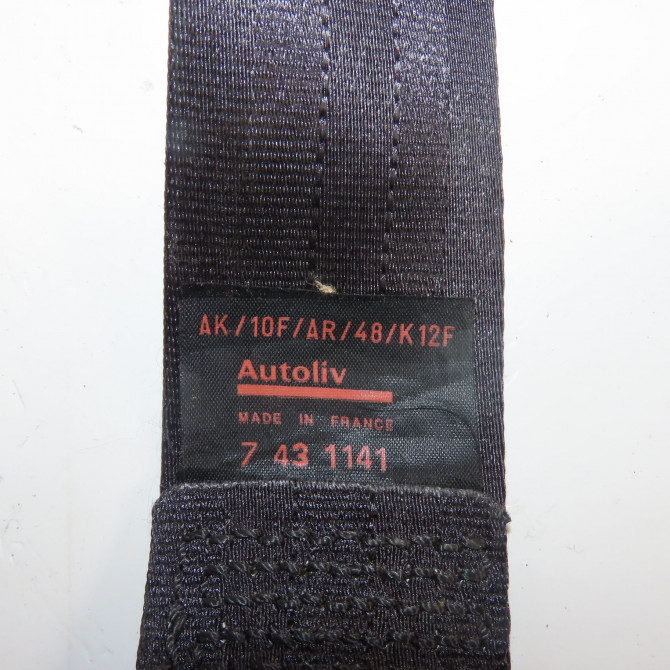 AK/10F/AR/48/K12F
Autoliv
MADE IN FRANCE
7 43 1141